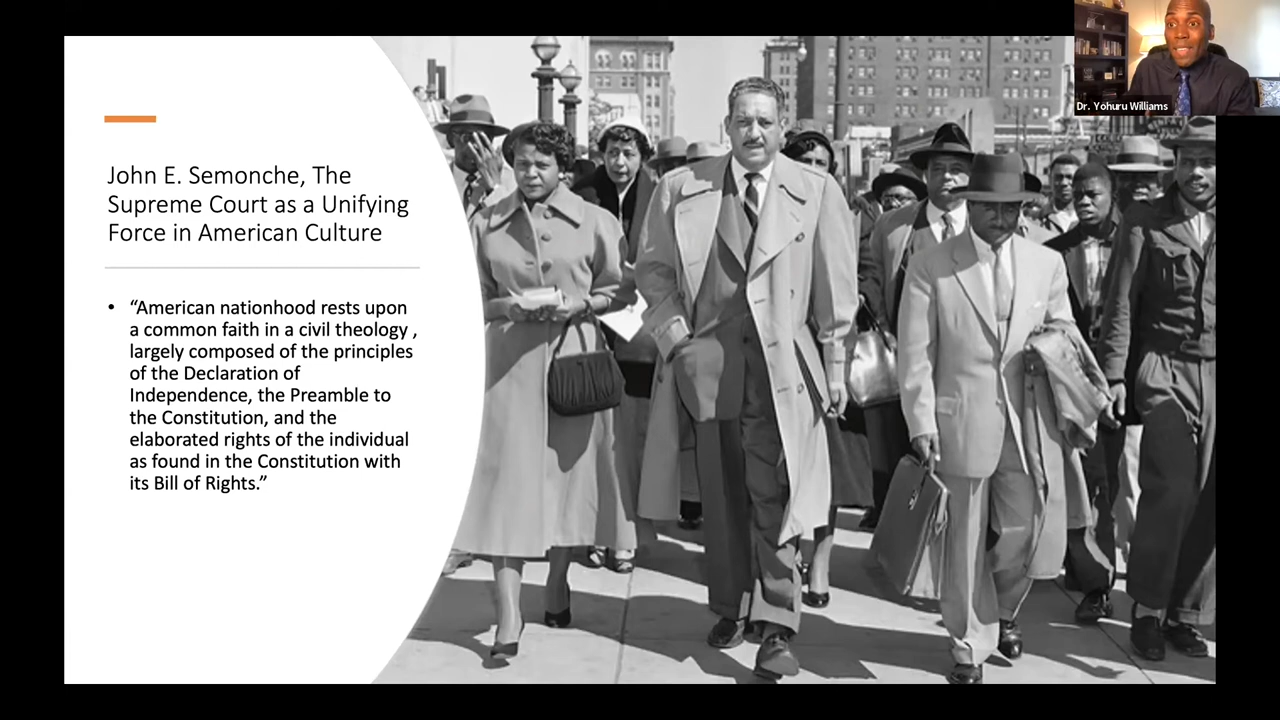 John E. Semonche, The
Supreme Court as a Unifying
Force in American Culture
• “American nationhood rests upon
a common faith in a civil theology ,
largely composed of the principles
of the Declaration of
Independence, the Preamble to
the Constitution, and the
elaborated rights of the individual
as found in the Constitution with
its Bill of Rights.”
Dr. Yohuru Williams